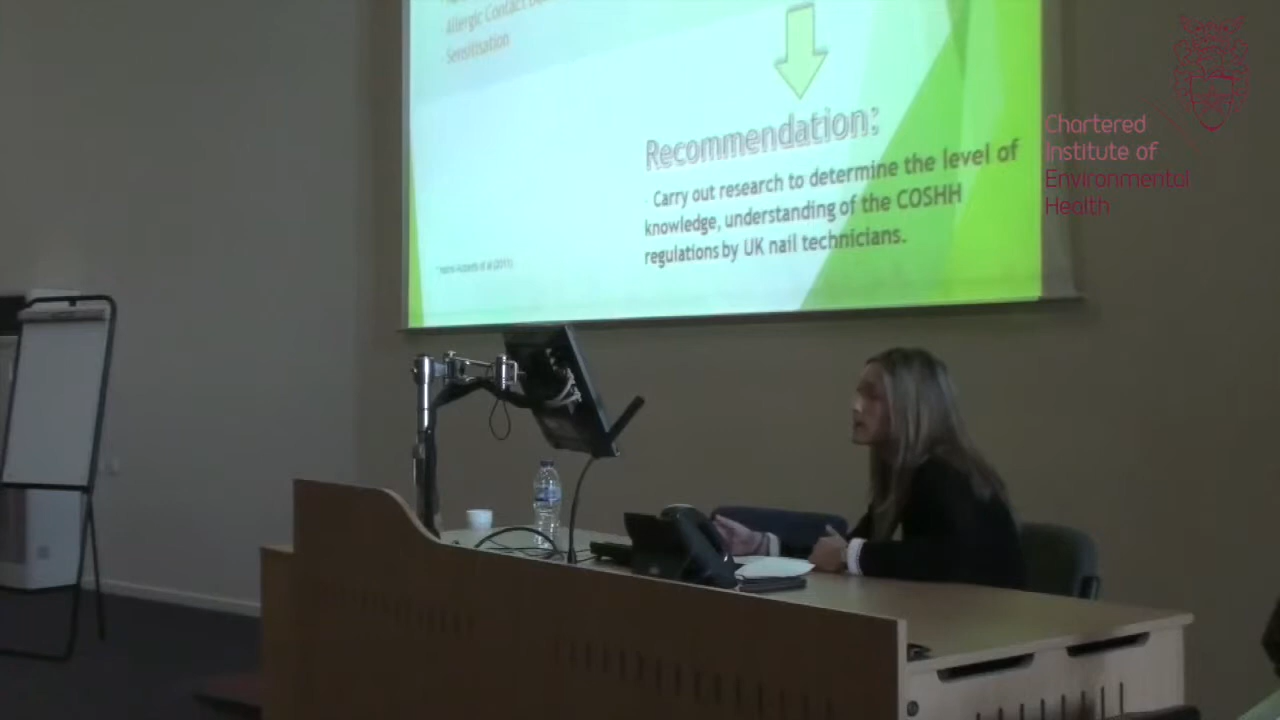 Allergic Contact
Sensitisation
Recommendation:
Carry out research to determine the level of
knowledge, understanding of the COSHH
regulations by UK nail technicians.
Chartered
Institute of
Environmental
Health